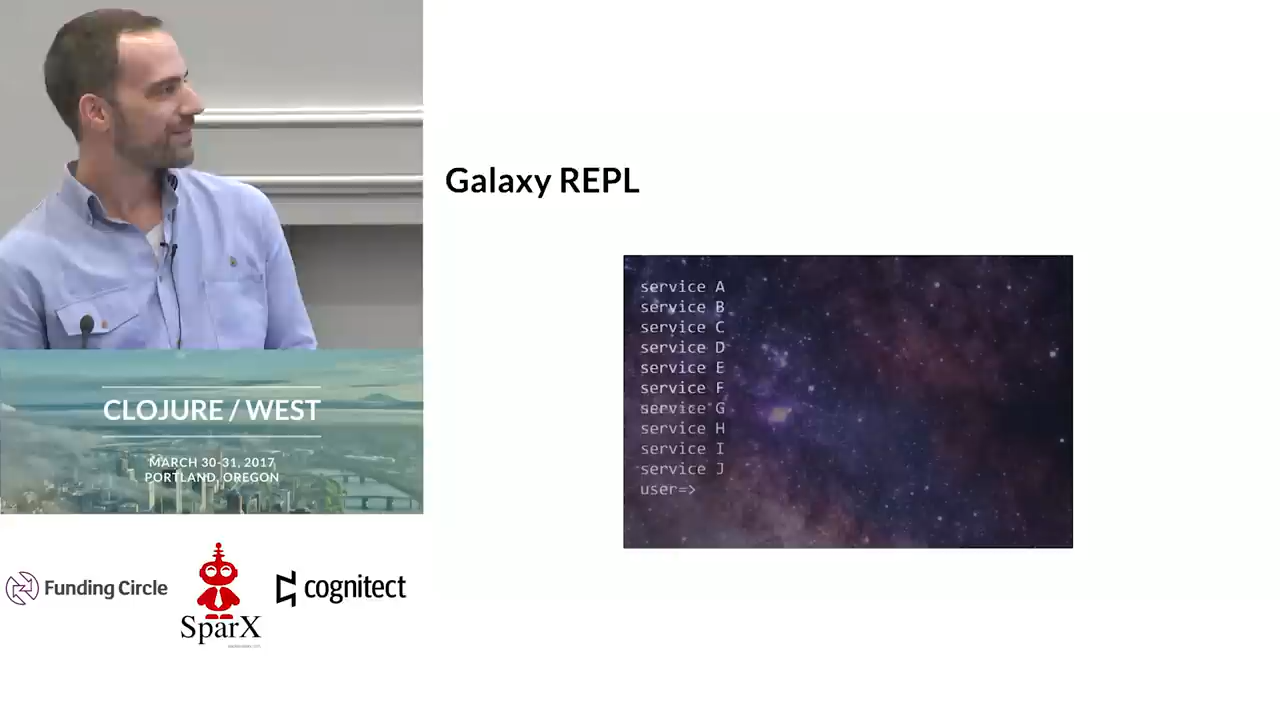 Galaxy REPL
service A
service B
service C
service D
service E
service F
service G
service H
service I
service J
user=>
CLOJURE / WEST
MARCH 30-31, 2017
PORTLAND, OREGON
Funding Circle
SparX
cognitect